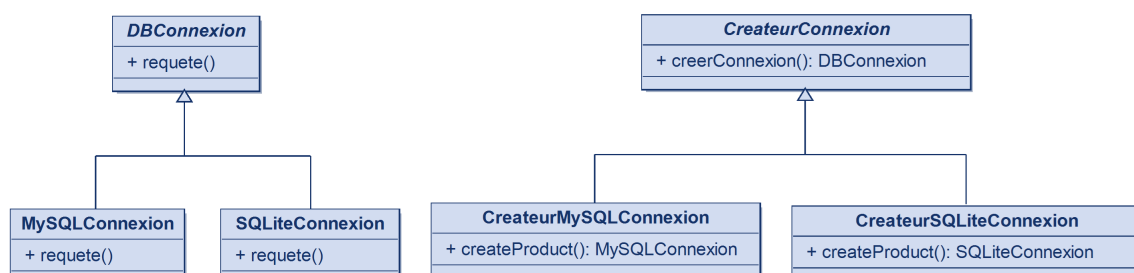 DBConnexion
+ requete()
CreateurConnexion
+ creerConnexion(): DBConnexion
MySQLConnexion
+ requete()
SQLiteConnexion
+ requete()
CreateurMySQLConnexion
+ createProduct(): MySQLConnexion
CreateurSQLiteConnexion
+ createProduct(): SQLiteConnexion